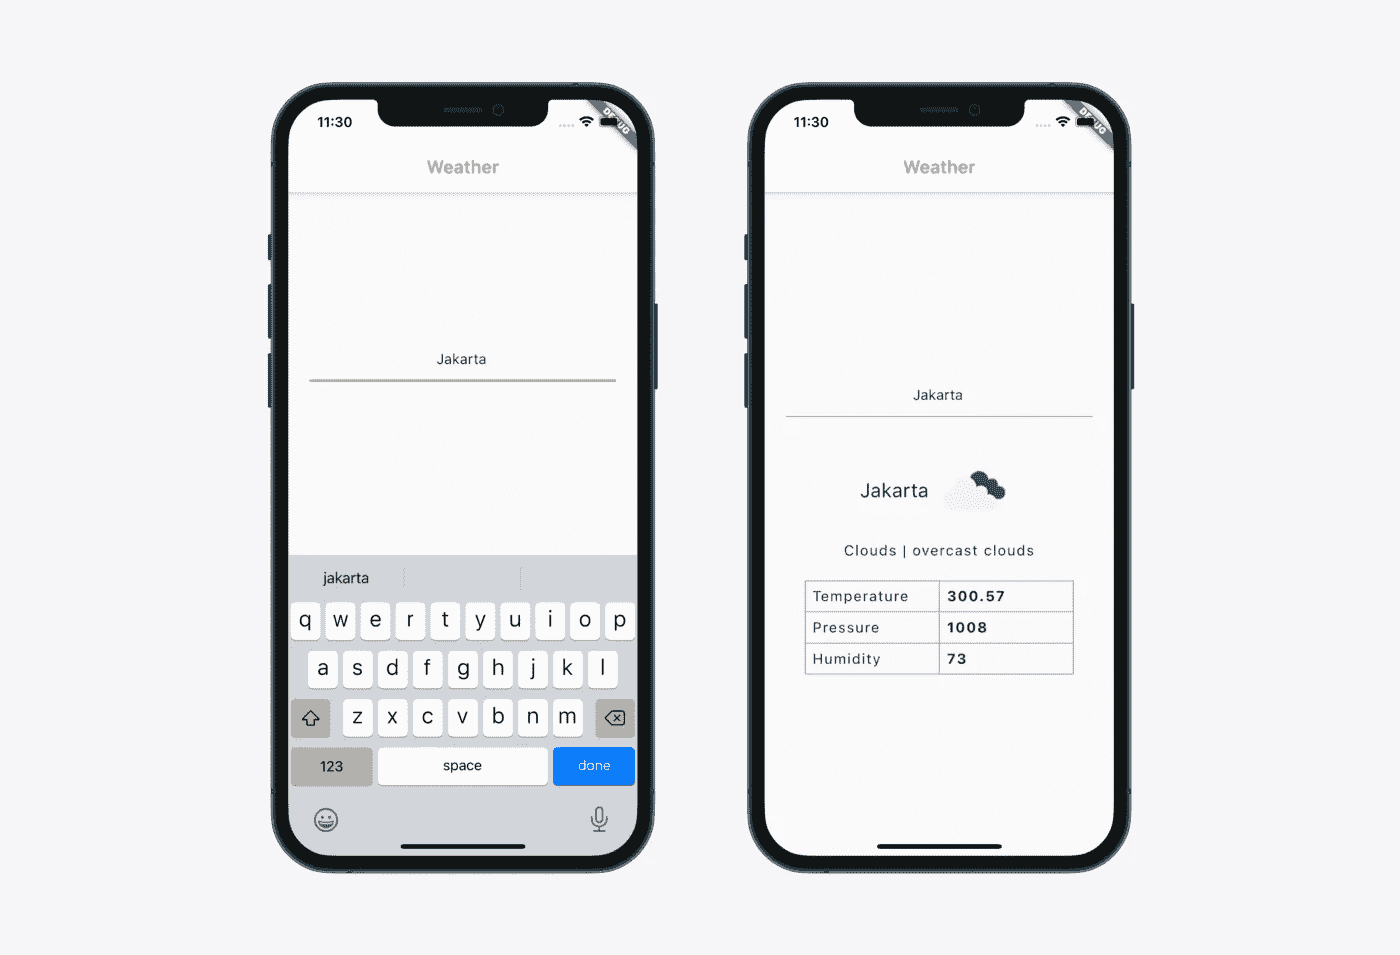 11:30
DEBUG
Weather
Jakarta
jakarta
q w e r t y u i o p
a s d f g h j k l
z x c v b n m
123 space done
11:30
DEBUG
Weather
Jakarta
Jakarta
Clouds | overcast clouds
Temperature 300.57
Pressure 1008
Humidity 73